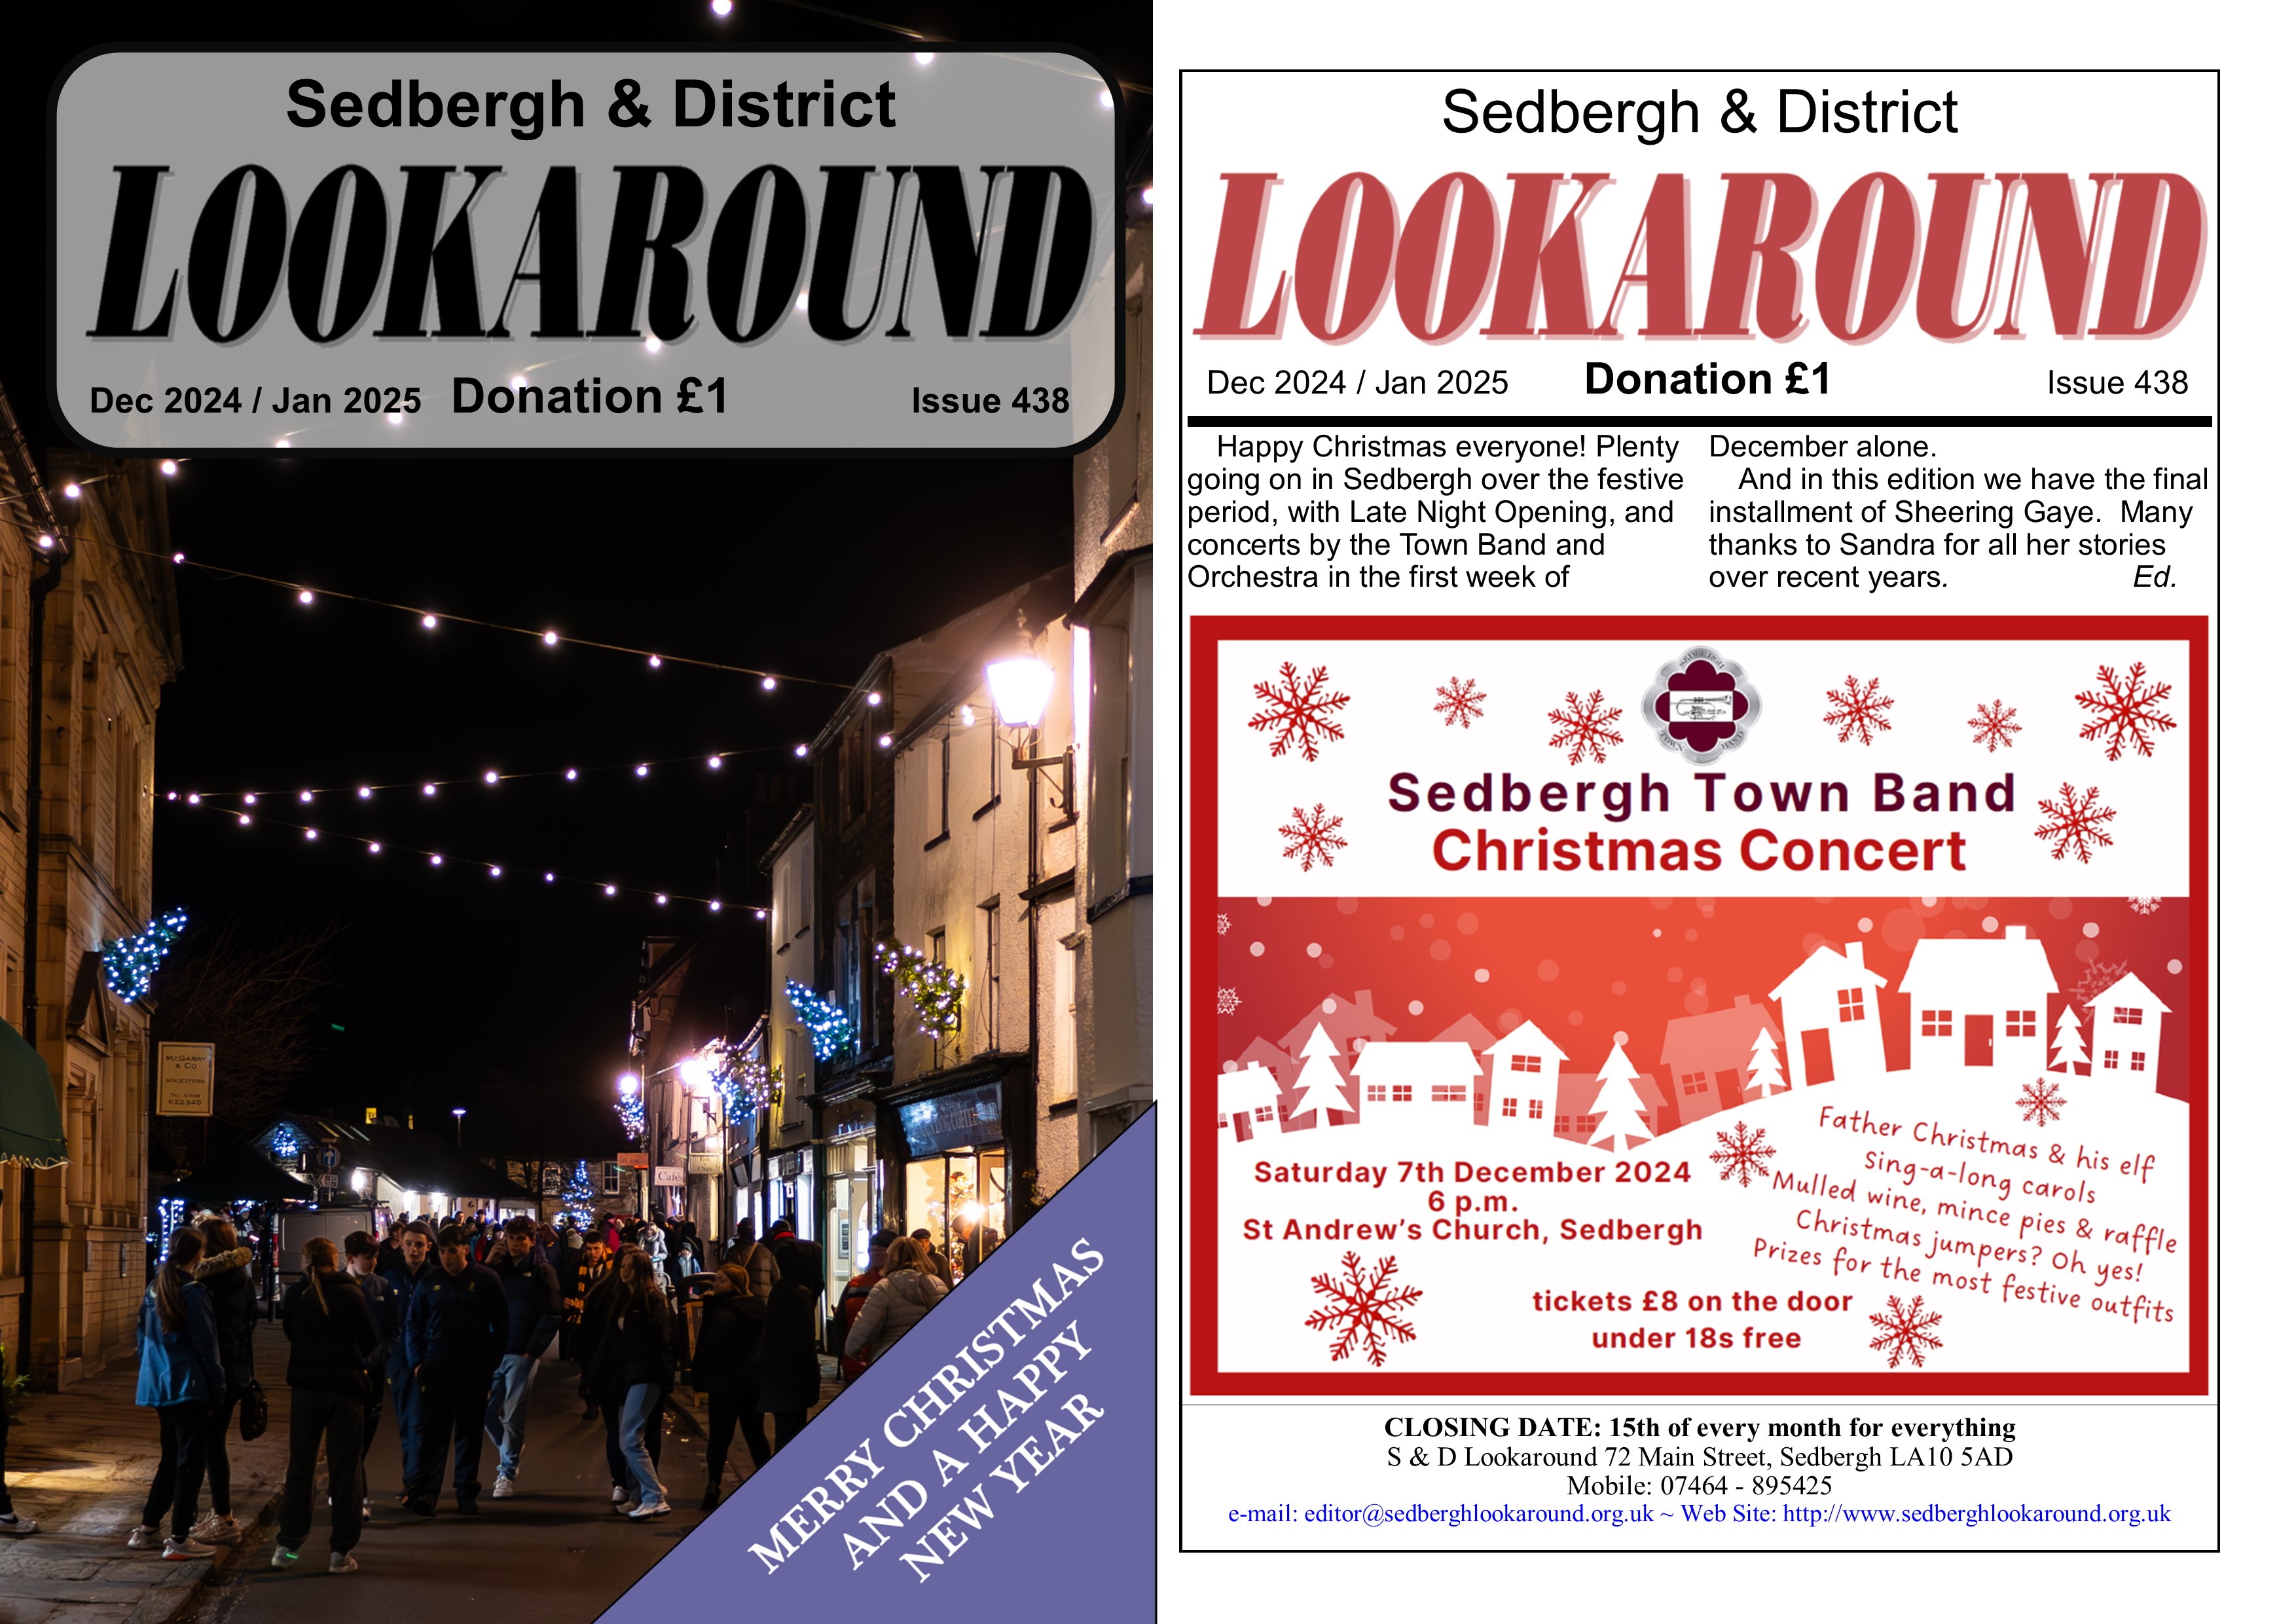 Sedbergh & District
LOOKAROUND
Dec 2024 / Jan 2025 Donation £1 Issue 438
McGARRY
& Co
SOLICITORS
622340
Café
MERRY CHRISTMAS
AND A HAPPY
NEW YEAR
Sedbergh & District
LOOKAROUND
Dec 2024 / Jan 2025 Donation £1 Issue 438
Happy Christmas everyone! Plenty
going on in Sedbergh over the festive
period, with Late Night Opening, and
concerts by the Town Band and
Orchestra in the first week of
December alone.
And in this edition we have the final
installment of Sheering Gaye. Many
thanks to Sandra for all her stories
over recent years. Ed.
SEDBERGH
TOWN BAND
Sedbergh Town Band
Christmas Concert
Saturday 7th December 2024
6 p.m.
St Andrew's Church, Sedbergh
Father Christmas & his elf
Sing-a-long carols
Mulled wine, mince pies & raffle
Christmas jumpers? Oh yes!
Prizes for the most festive outfits
tickets £8 on the door
under 18s free
CLOSING DATE: 15th of every month for everything
S & D Lookaround 72 Main Street, Sedbergh LA10 5AD
Mobile: 07464 - 895425
e-mail: editor@sedberghlookaround.org.uk ~ Web Site: http://www.sedberghlookaround.org.uk